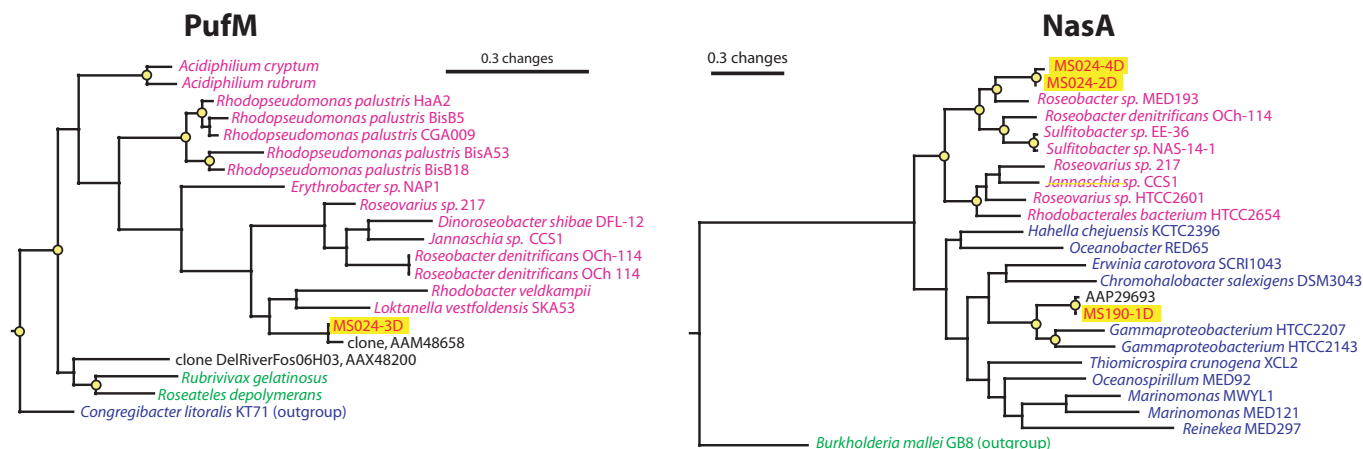 PufM
0.3 changes
Acidiphilium cryptum
Acidiphilium rubrum
Rhodopseudomonas palustris HaA2
Rhodopseudomonas palustris BisB5
Rhodopseudomonas palustris CGA009
Rhodopseudomonas palustris BisA53
Rhodopseudomonas palustris BisB18
Erythrobacter sp. NAP1
Roseovarius sp. 217
Dinoroseobacter shibae DFL-12
Jannaschia sp. CCS1
Roseobacter denitrificans OCh-114
Roseobacter denitrificans OCh 114
Rhodobacter veldkampii
Loktanella vestfoldensis SKA53
MS024-3D
clone, AAM48658
clone DelRiverFos06H03, AAX48200
Rubrivivax gelatinosus
Roseateles depolymerans
Congregibacter litoralis KT71 (outgroup)
NasA
0.3 changes
MS024-4D
MS024-2D
Roseobacter sp. MED193
Roseobacter denitrificans OCh-114
Sulfitobacter sp. EE-36
Sulfitobacter sp. NAS-14-1
Roseovarius sp. 217
Jannaschia sp. CCS1
Roseovarius sp. HTCC2601
Rhodobacterales bacterium HTCC2654
Hahella chejuensis KCTC2396
Oceanobacter RED65
Erwinia carotovora SCRI1043
Chromohalobacter salexigens DSM3043
AAP29693
MS190-1D
Gammaproteobacterium HTCC2207
Gammaproteobacterium HTCC2143
Thiomicrospira crunogena XCL2
Oceanospirillum MED92
Marinomonas MWYL1
Marinomonas MED121
Reinekea MED297
Burkholderia mallei GB8 (outgroup)